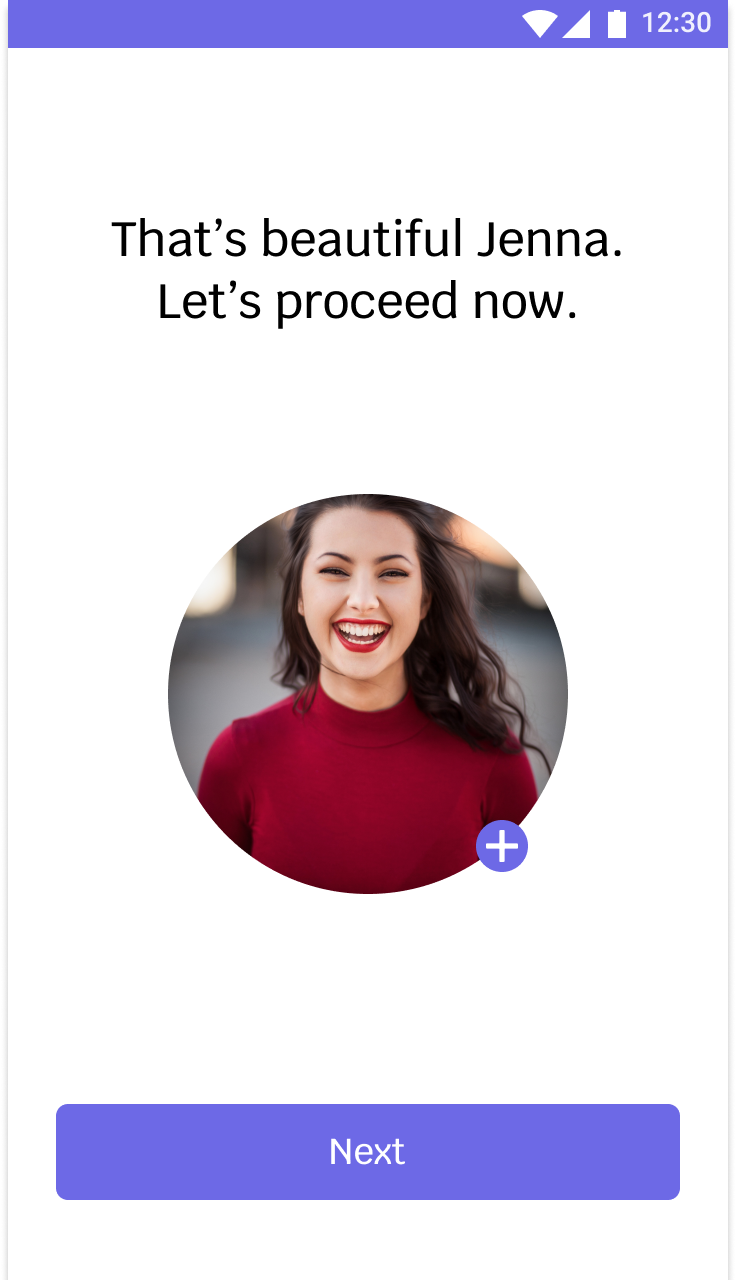 12:30
That’s beautiful Jenna.
Let’s proceed now.
Next